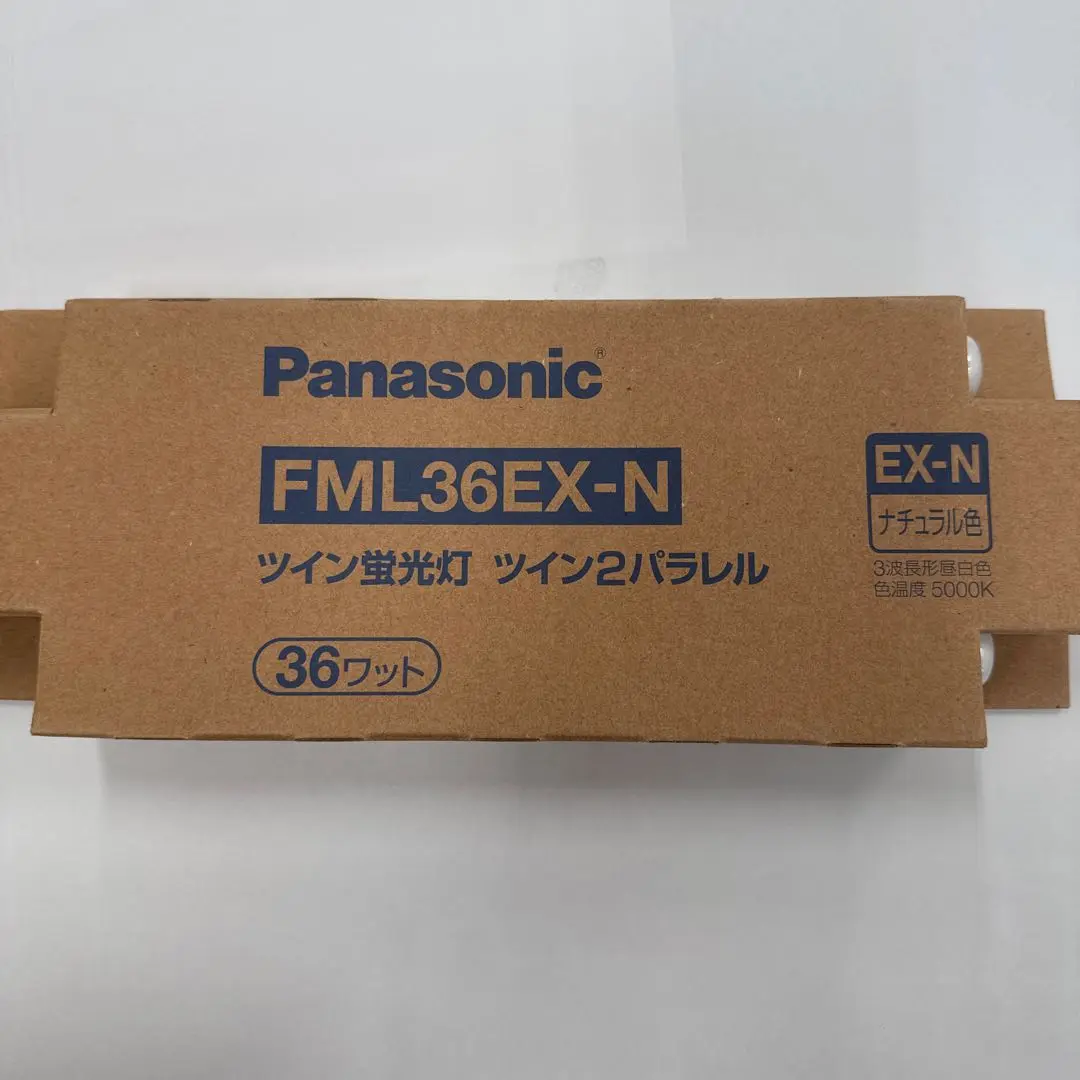 Panasonic®
FML36EX-N
ツイン蛍光灯 ツイン2パラレル
36ワット
EX-N
ナチュラル色
3波長形昼白色
色温度 5000K